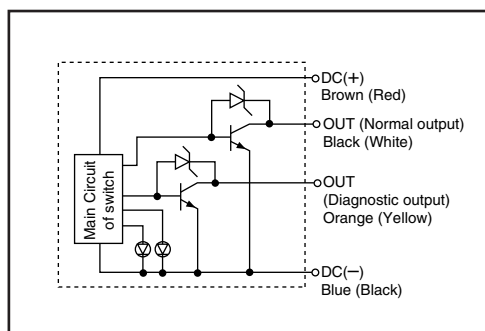 DC(+)
Brown (Red)
OUT (Normal output)
Black (White)
OUT
(Diagnostic output)
Orange (Yellow)
DC(−)
Blue (Black)
Main Circuit
of switch